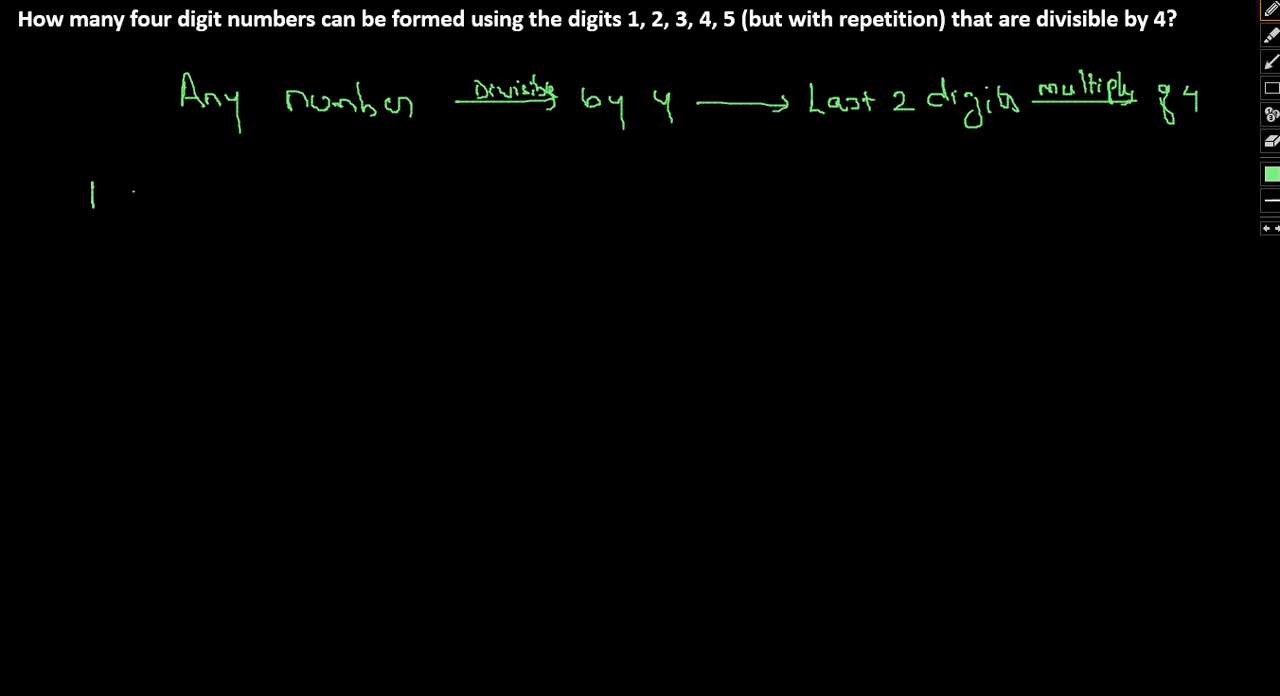 How many four digit numbers can be formed using the digits 1, 2, 3, 4, 5 (but with repetition) that are divisible by 4?
Any number Divisible by 4 → Last 2 digits multiply of 4
1